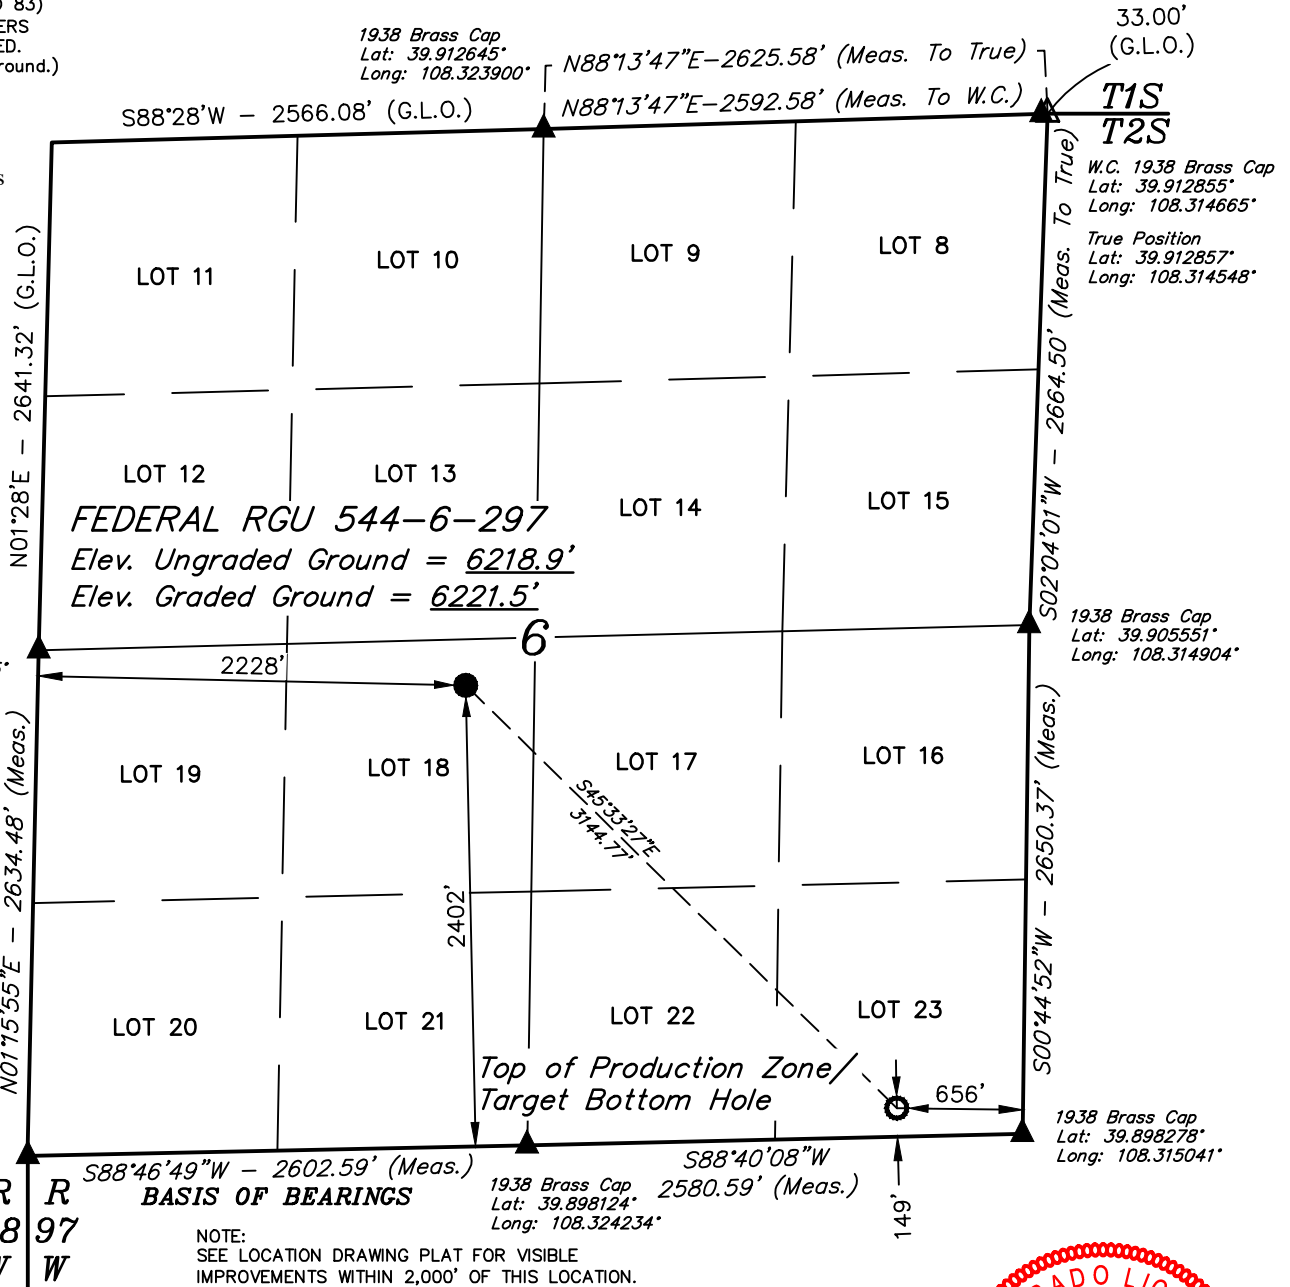 83)
ERS
ED.
round.)
1938 Brass Cap
Lat: 39.912645°
Long: 108.323900°
N88°13'47"E-2625.58' (Meas. To True)
33.00'
(G.L.O.)
S88°28'W - 2566.08' (G.L.O.)
N88°13'47"E-2592.58' (Meas. To W.C.)
T1S
T2S
W.C. 1938 Brass Cap
Lat: 39.912855°
Long: 108.314665°
True Position
Lat: 39.912857°
Long: 108.314548°
s
LOT 11
LOT 10
LOT 9
LOT 8
N01°28'E - 2641.32' (G.L.O.)
S02°04'01"W - 2664.50' (Meas. To True)
LOT 12
LOT 13
LOT 14
LOT 15
FEDERAL RGU 544-6-297
Elev. Ungraded Ground = 6218.9'
Elev. Graded Ground = 6221.5'
6
1938 Brass Cap
Lat: 39.905551°
Long: 108.314904°
2228'
LOT 19
LOT 18
LOT 17
LOT 16
S45°33'27"E
3144.77'
N01°15'55"E - 2634.48' (Meas.)
2402'
S00°44'52"W - 2650.37' (Meas.)
LOT 20
LOT 21
LOT 22
LOT 23
Top of Production Zone/
Target Bottom Hole
656'
149'
1938 Brass Cap
Lat: 39.898278°
Long: 108.315041°
S88°46'49"W - 2602.59' (Meas.)
S88°40'08"W
2580.59' (Meas.)
BASIS OF BEARINGS
1938 Brass Cap
Lat: 39.898124°
Long: 108.324234°
R R
8 97
W W
NOTE:
SEE LOCATION DRAWING PLAT FOR VISIBLE
IMPROVEMENTS WITHIN 2,000' OF THIS LOCATION.
ADO LIC